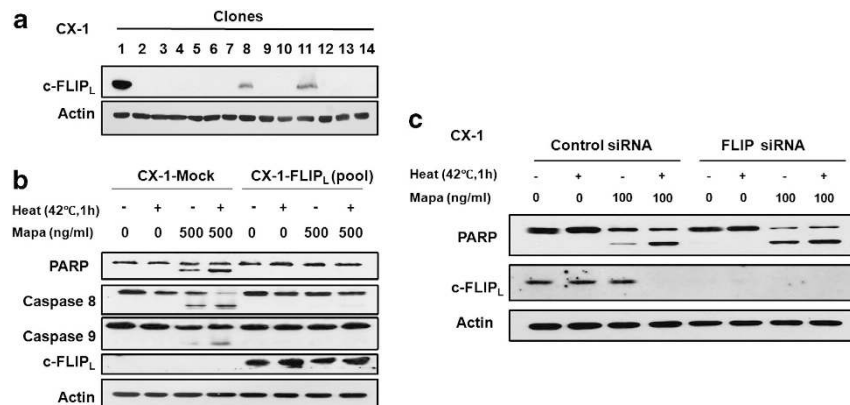 a
CX-1
Clones
1 2 3 4 5 6 7 8 9 10 11 12 13 14
c-FLIPL
Actin
b
CX-1-Mock CX-1-FLIPL (pool)
Heat (42℃,1h) - + - + - + - +
Mapa (ng/ml) 0 0 500 500 0 0 500 500
PARP
Caspase 8
Caspase 9
c-FLIPL
Actin
c
CX-1
Control siRNA FLIP siRNA
Heat (42℃,1h) - + - + - + - +
Mapa (ng/ml) 0 0 100 100 0 0 100 100
PARP
c-FLIPL
Actin